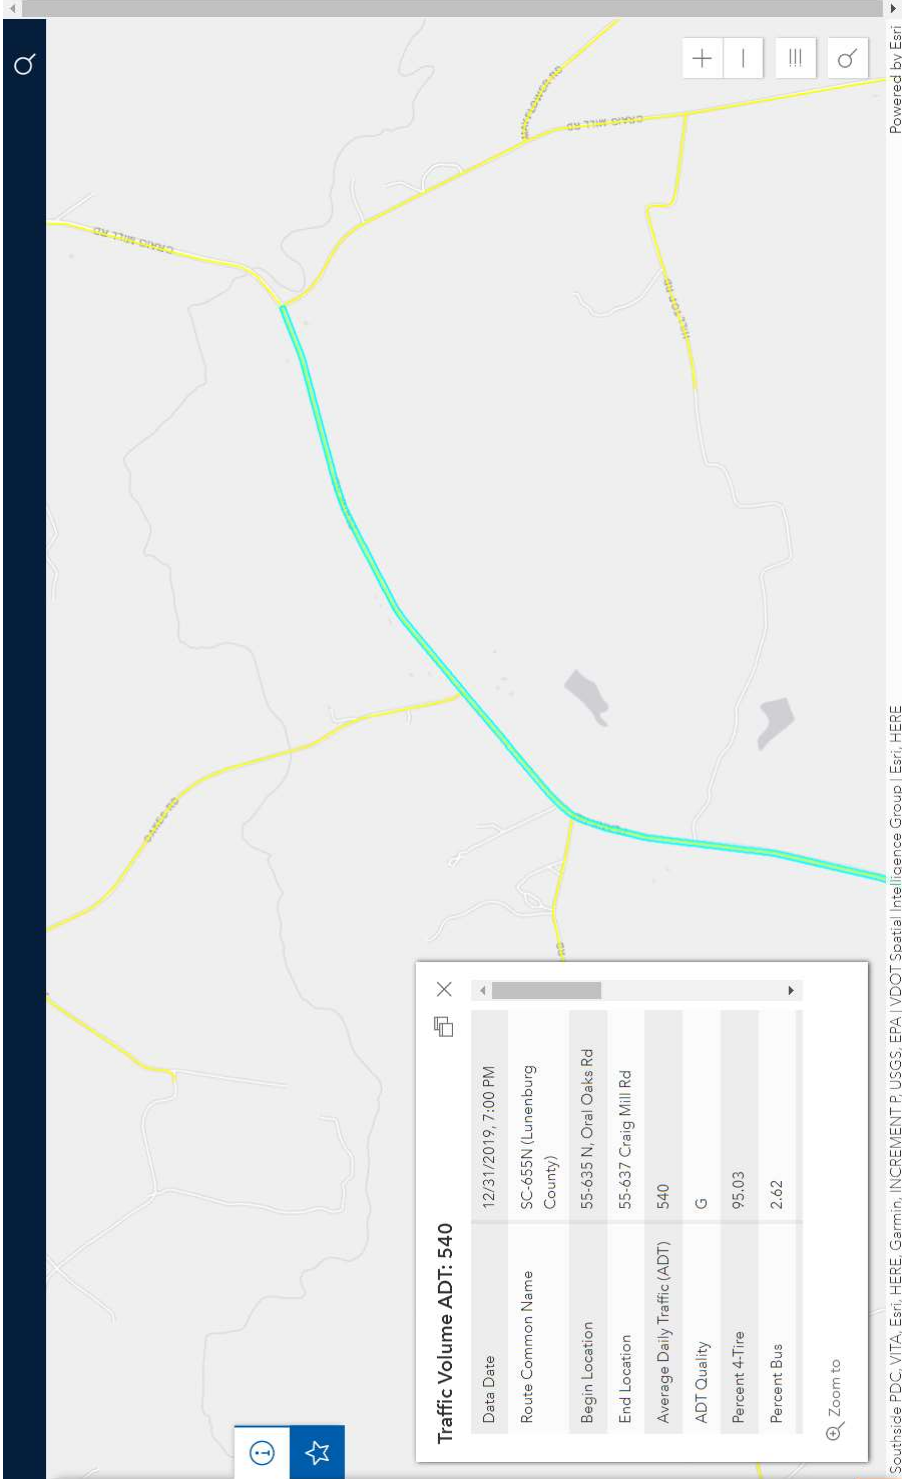 Traffic Volume ADT: 540
Data Date 12/31/2019, 7:00 PM
Route Common Name SC-655N (Lunenburg
County)
Begin Location 55-635 N, Oral Oaks Rd
End Location 55-637 Craig Mill Rd
Average Daily Traffic (ADT) 540
ADT Quality G
Percent 4-Tire 95.03
Percent Bus 2.62
Zoom to
OAKES RD
RD
CRAIG MILL RD
CRAIG MILL RD
HILL TOP RD
Southside PDC, VITA, Esri, HERE, Garmin, INCREMENT P, USGS, EPA | VDOT Spatial Intelligence Group | Esri, HERE
Powered by Esri